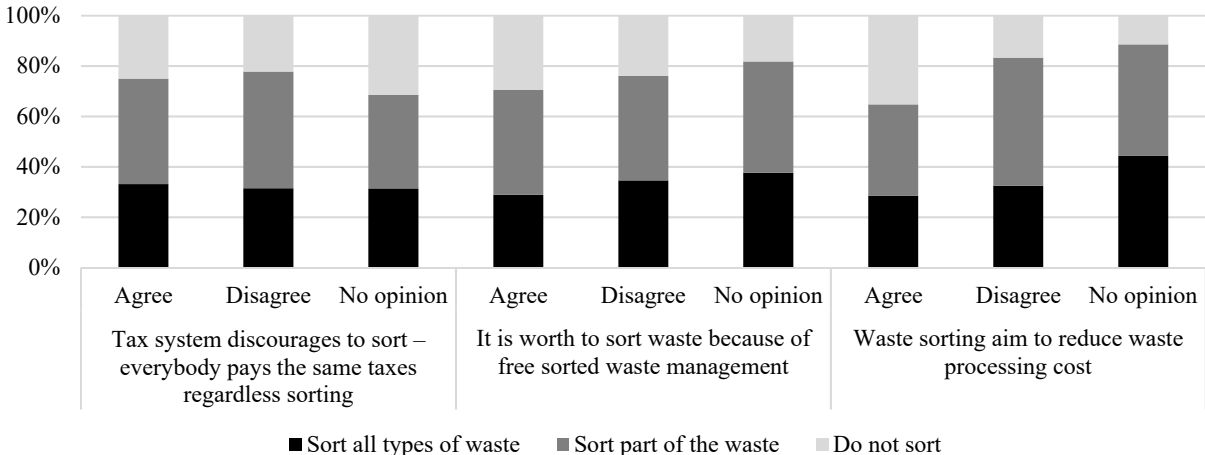 100%
80%
60%
40%
20%
0%
Agree Disagree No opinion Agree Disagree No opinion Agree Disagree No opinion
Tax system discourages to sort –
everybody pays the same taxes
regardless sorting
It is worth to sort waste because of
free sorted waste management
Waste sorting aim to reduce waste
processing cost
Sort all types of waste Sort part of the waste Do not sort